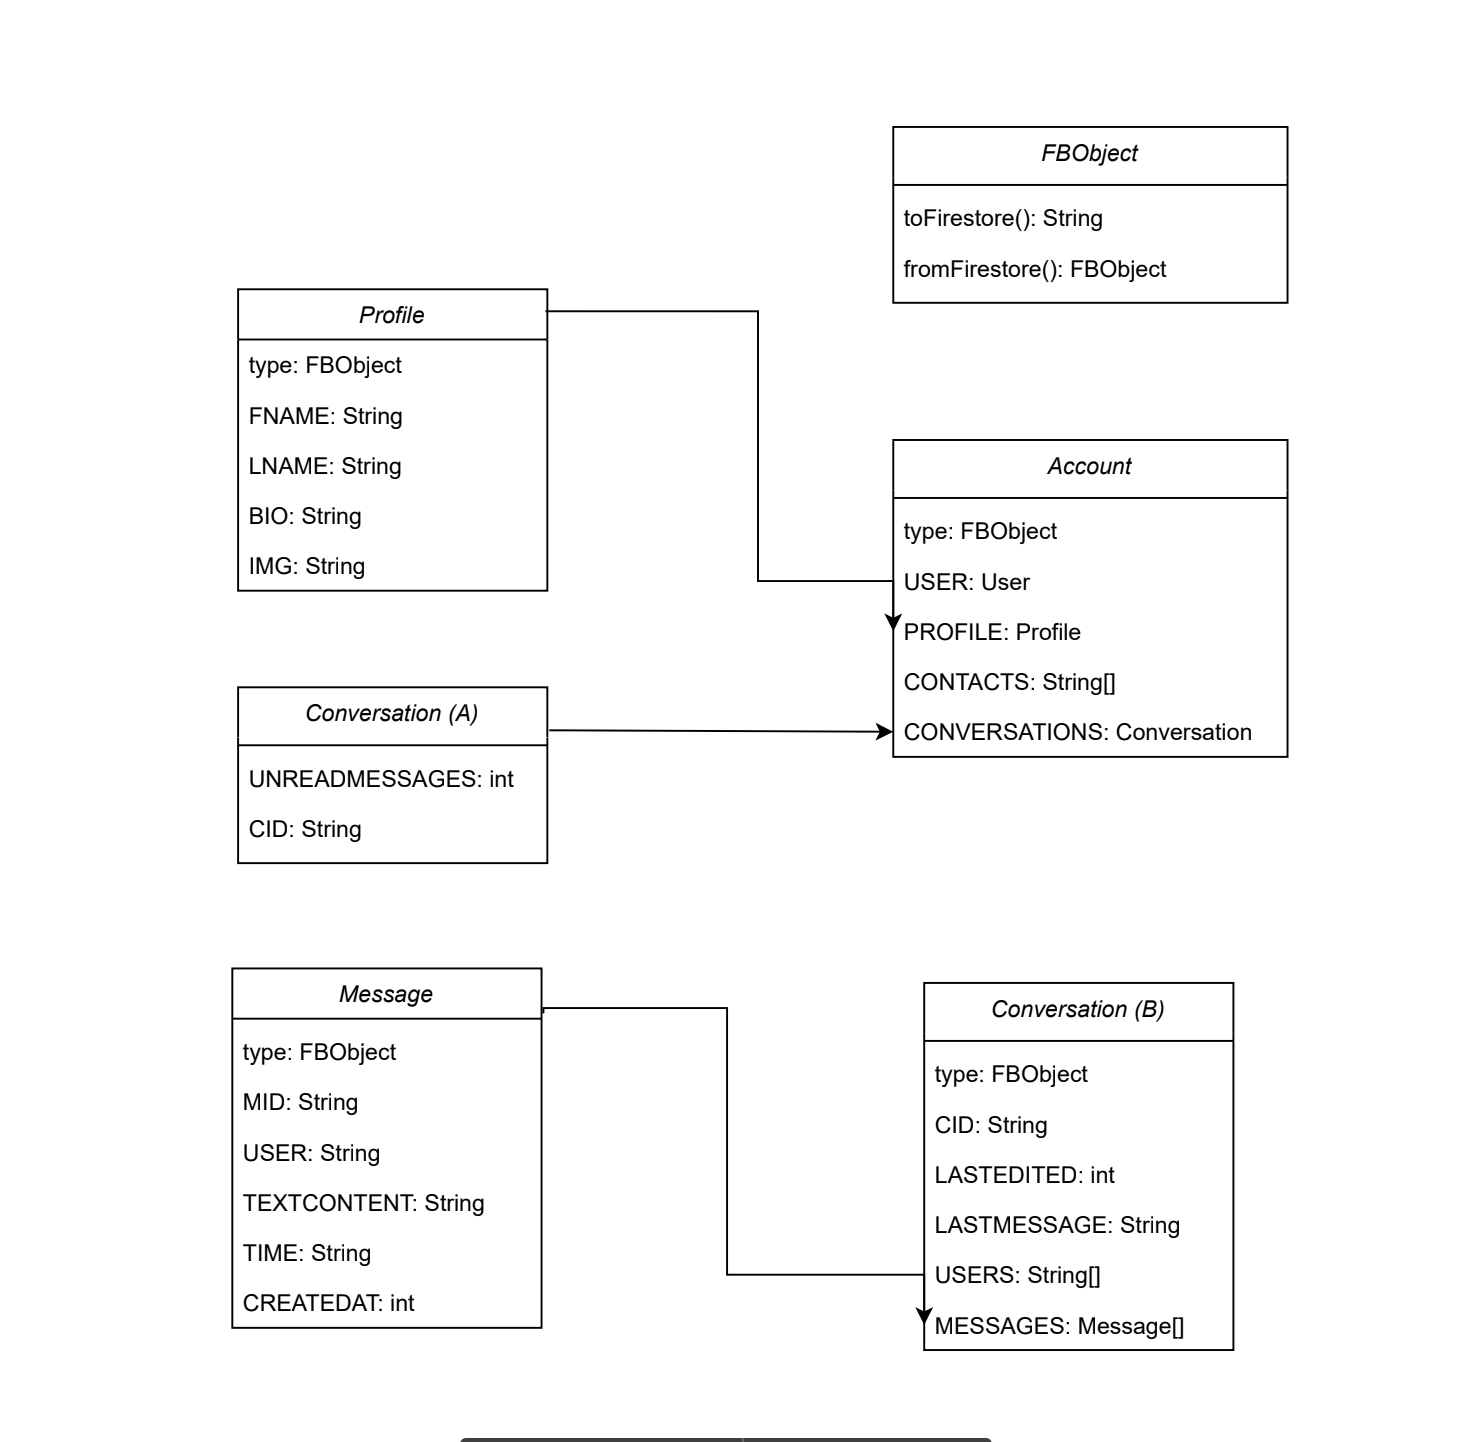 FBObject
toFirestore(): String
fromFirestore(): FBObject
Profile
type: FBObject
FNAME: String
LNAME: String
BIO: String
IMG: String
Account
type: FBObject
USER: User
PROFILE: Profile
CONTACTS: String[]
CONVERSATIONS: Conversation
Conversation (A)
UNREADMESSAGES: int
CID: String
Message
type: FBObject
MID: String
USER: String
TEXTCONTENT: String
TIME: String
CREATEDAT: int
Conversation (B)
type: FBObject
CID: String
LASTEDITED: int
LASTMESSAGE: String
USERS: String[]
MESSAGES: Message[]